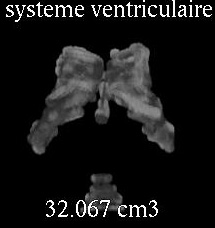 systeme ventriculaire
32.067 cm3